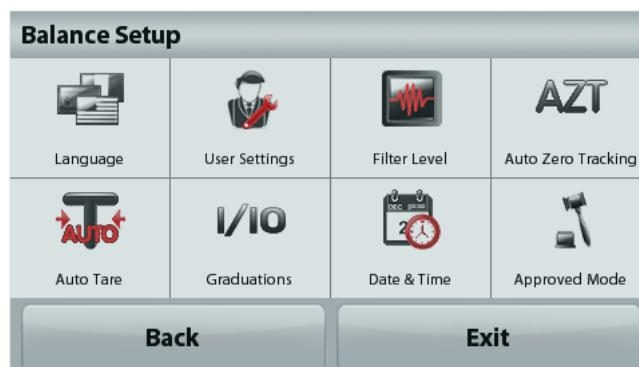 Balance Setup
AZT
Language
User Settings
Filter Level
Auto Zero Tracking
AUTO
I/IO
DEC
2
Auto Tare
Graduations
Date & Time
Approved Mode
Back
Exit